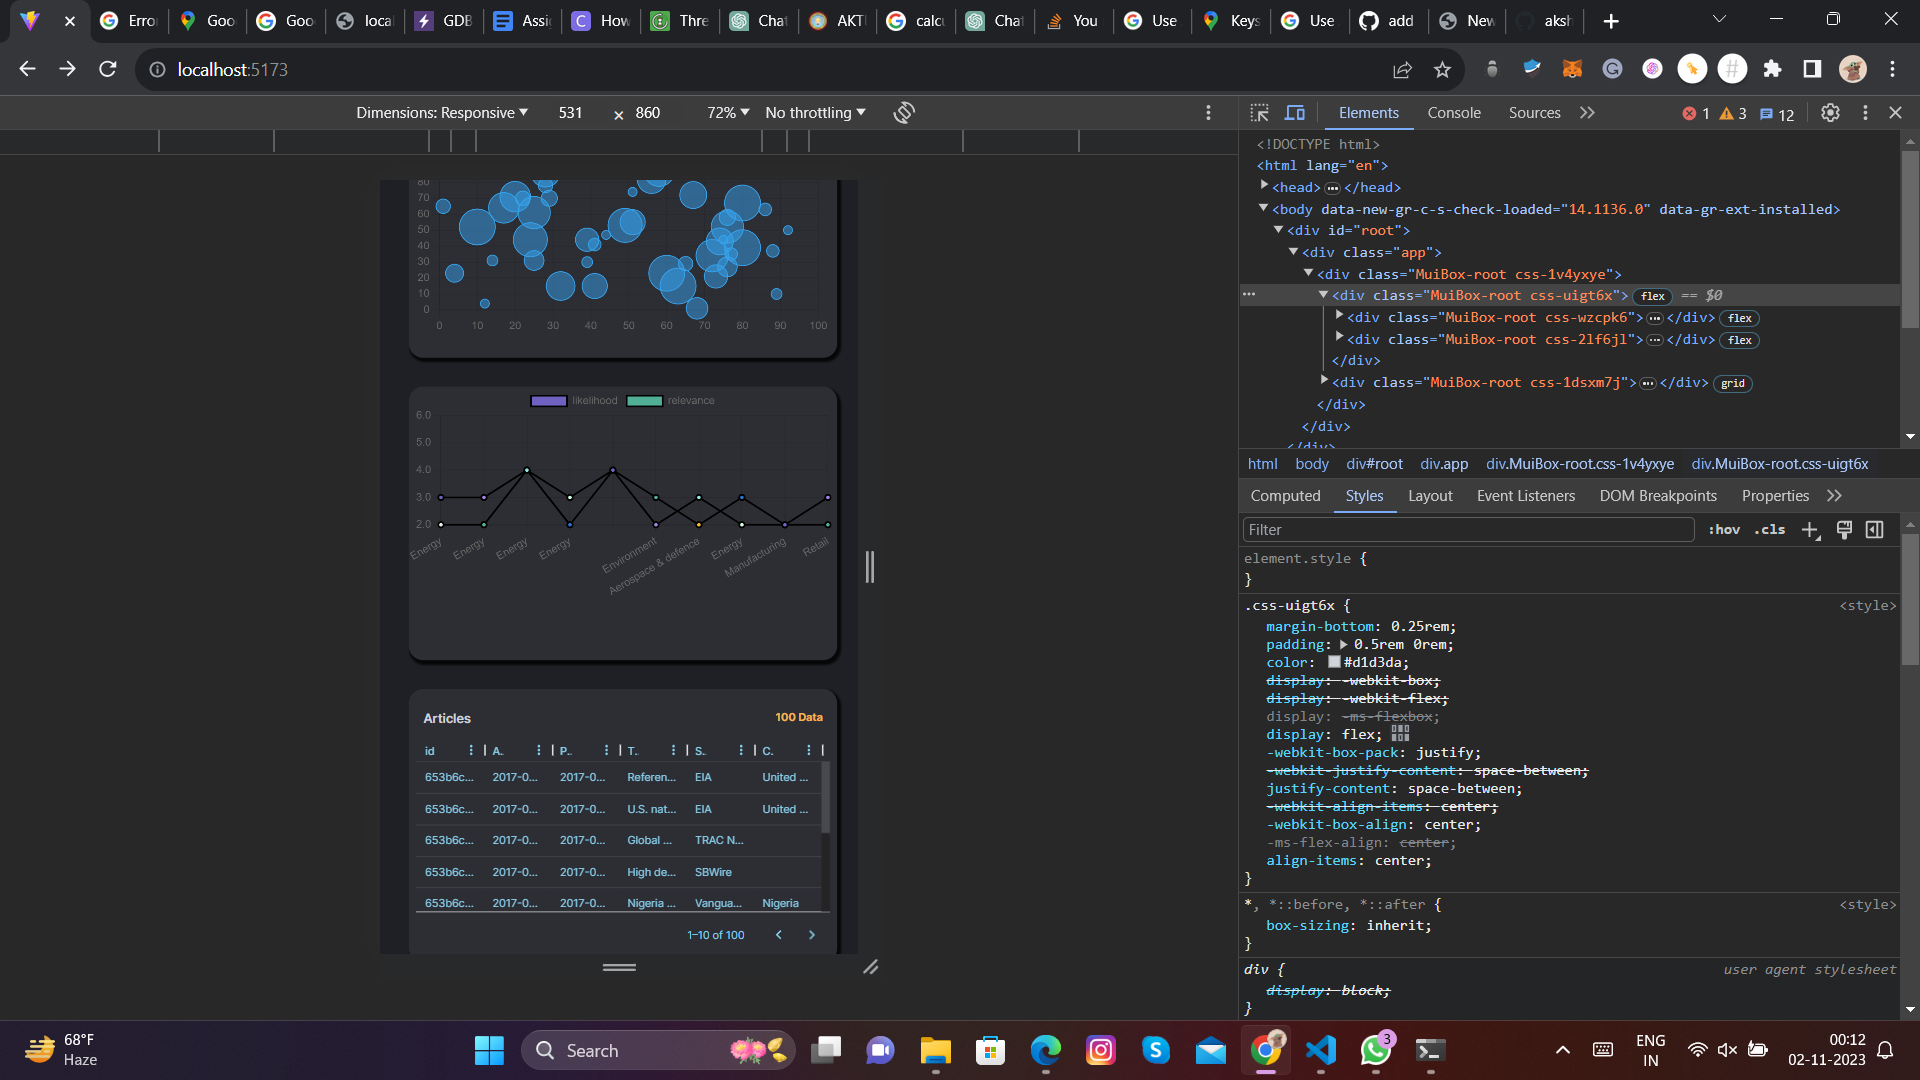 Erro
Goo
Goo
local
GDB
Assi
How
Thre
Chat
AKTU
calcu
Chat
You
Use
Keys
Use
add
New
aksh
localhost:5173
Dimensions: Responsive
531 × 860
72%
No throttling
80
70
60
50
40
30
20
10
0
0 10 20 30 40 50 60 70 80 90 100
likelihood relevance
6.0
5.0
4.0
3.0
2.0
Energy
Energy
Energy
Energy
Environment
Aerospace & defence
Energy
Manufacturing
Retail
Articles 100 Data
id A.. P.. T.. S.. C.
653b6c... 2017-0... 2017-0... Referen... EIA United ...
653b6c... 2017-0... 2017-0... U.S. nat... EIA United ...
653b6c... 2017-0... 2017-0... Global ... TRAC N...
653b6c... 2017-0... 2017-0... High de... SBWire
653b6c... 2017-0... 2017-0... Nigeria ... Vangua... Nigeria
1–10 of 100
Elements Console Sources 1 3 12
<!DOCTYPE html>
<html lang="en">
<head> ··· </head>
<body data-new-gr-c-s-check-loaded="14.1136.0" data-gr-ext-installed>
<div id="root">
<div class="app">
<div class="MuiBox-root css-1v4yxye">
··· <div class="MuiBox-root css-uigt6x"> flex == $0
<div class="MuiBox-root css-wzcpk6"> ··· </div> flex
<div class="MuiBox-root css-2lf6jl"> ··· </div> flex
</div>
<div class="MuiBox-root css-1dsxm7j"> ··· </div> grid
</div>
</div>
</div>
html body div#root div.app div.MuiBox-root.css-1v4yxye div.MuiBox-root.css-uigt6x
Computed Styles Layout Event Listeners DOM Breakpoints Properties
Filter :hov .cls
element.style {
}
.css-uigt6x { <style>
margin-bottom: 0.25rem;
padding: 0.5rem 0rem;
color: #d1d3da;
display: -webkit-box;
display: -webkit-flex;
display: -ms-flexbox;
display: flex;
-webkit-box-pack: justify;
-webkit-justify-content: space-between;
justify-content: space-between;
-webkit-align-items: center;
-webkit-box-align: center;
-ms-flex-align: center;
align-items: center;
}
*, *::before, *::after { <style>
box-sizing: inherit;
}
div { user agent stylesheet
display: block;
}
68°F
Haze
Search
3
ENG
IN
00:12
02-11-2023